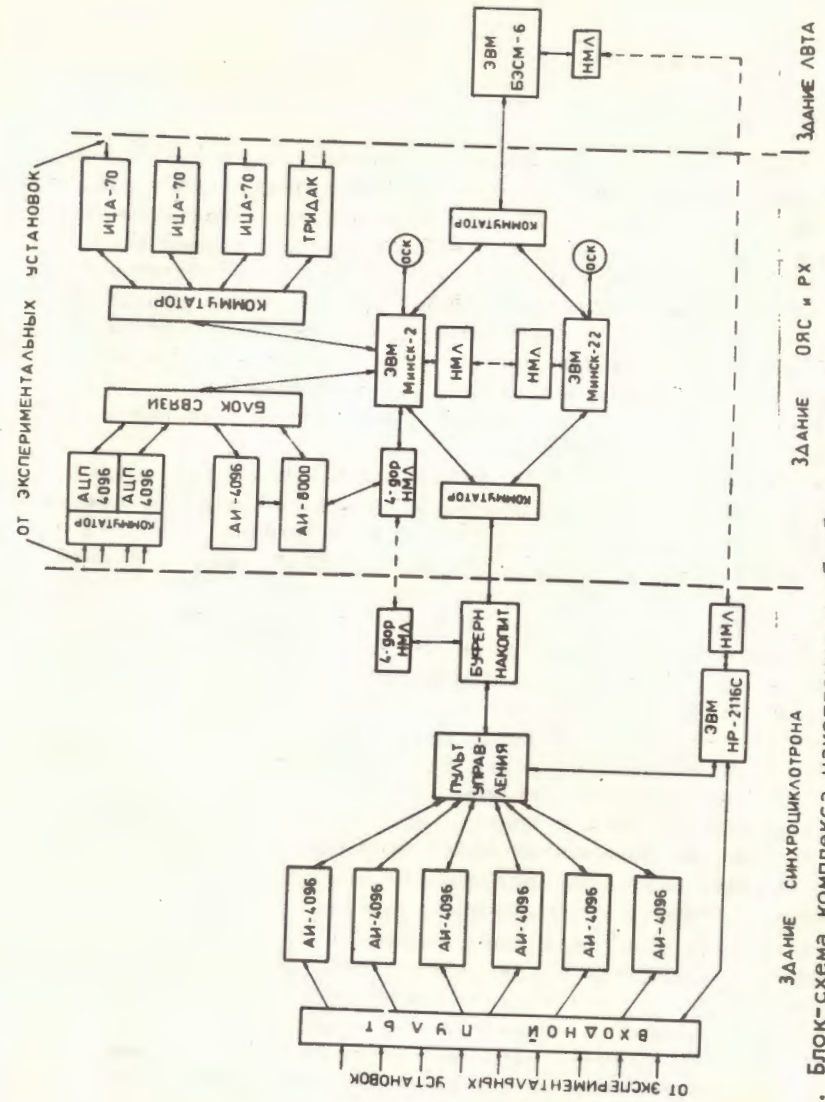 ОТ ЭКСПЕРИМЕНТАЛЬНЫХ УСТАНОВОК
ВХОДНОЙ ПУЛЬТ
АИ-4096
АИ-4096
АИ-4096
АИ-4096
АИ-4096
АИ-4096
ПУЛЬТ
УПРАВ-
ЛЕНИЯ
4-дор
НМЛ
БУФЕРН
НАКОПИТ
ЭВМ
HP-2116C
НМЛ
ЗДАНИЕ СИНХРОЦИКЛОТРОНА
ОТ ЭКСПЕРИМЕНТАЛЬНЫХ УСТАНОВОК
КОММУТАТОР
АЦП
4096
АЦП
4096
БЛОК СВЯЗИ
АИ-4096
АИ-8000
4-дор
НМЛ
КОММУТАТОР
ИЦА-70
ИЦА-70
ИЦА-70
ТРИДАК
КОММУТАТОР
ЭВМ
Минск-2
ОСК
НМЛ
НМЛ
ЭВМ
Минск-22
ОСК
КОММУТАТОР
ЗДАНИЕ ОЯС и РХ
ЭВМ
БЭСМ-6
НМЛ
ЗДАНИЕ ЛВТА
Блок-схема комплекса